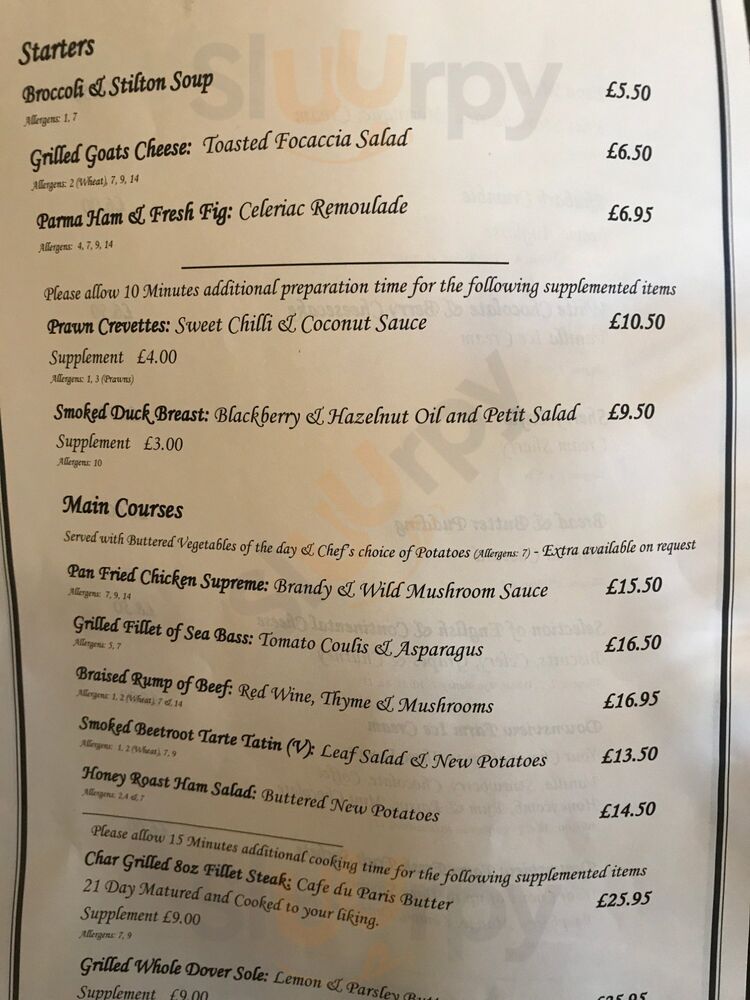 Starters
Broccoli & Stilton Soup £5.50
Allergens: 1, 7
Grilled Goats Cheese: Toasted Focaccia Salad £6.50
Allergens: 2 (Wheat), 7, 9, 14
Parma Ham & Fresh Fig: Celeriac Remoulade £6.95
Allergens: 4, 7, 9, 14
Please allow 10 Minutes additional preparation time for the following supplemented items
Prawn Crevettes: Sweet Chilli & Coconut Sauce £10.50
Supplement £4.00
Allergens: 1, 3 (Prawns)
Smoked Duck Breast: Blackberry & Hazelnut Oil and Petit Salad £9.50
Supplement £3.00
Allergens: 10
Main Courses
Served with Buttered Vegetables of the day & Chef's choice of Potatoes (Allergens: 7) - Extra available on request
Pan Fried Chicken Supreme: Brandy & Wild Mushroom Sauce £15.50
Allergens: 7, 9, 14
Grilled Fillet of Sea Bass: Tomato Coulis & Asparagus £16.50
Allergens: 5, 7
Braised Rump of Beef: Red Wine, Thyme & Mushrooms £16.95
Allergens: 1, 2 (Wheat), 7 & 14
Smoked Beetroot Tarte Tatin (V): Leaf Salad & New Potatoes £13.50
Allergens: 1, 2 (Wheat), 7, 9
Honey Roast Ham Salad: Buttered New Potatoes £14.50
Allergens: 2,4 & 7
Please allow 15 Minutes additional cooking time for the following supplemented items
Char Grilled 8oz Fillet Steak: Cafe du Paris Butter £25.95
21 Day Matured and Cooked to your liking.
Supplement £9.00
Allergens: 7, 9
Grilled Whole Dover Sole: Lemon & Parsley
Supplement £9.00
Sluurpy
Sluurpy